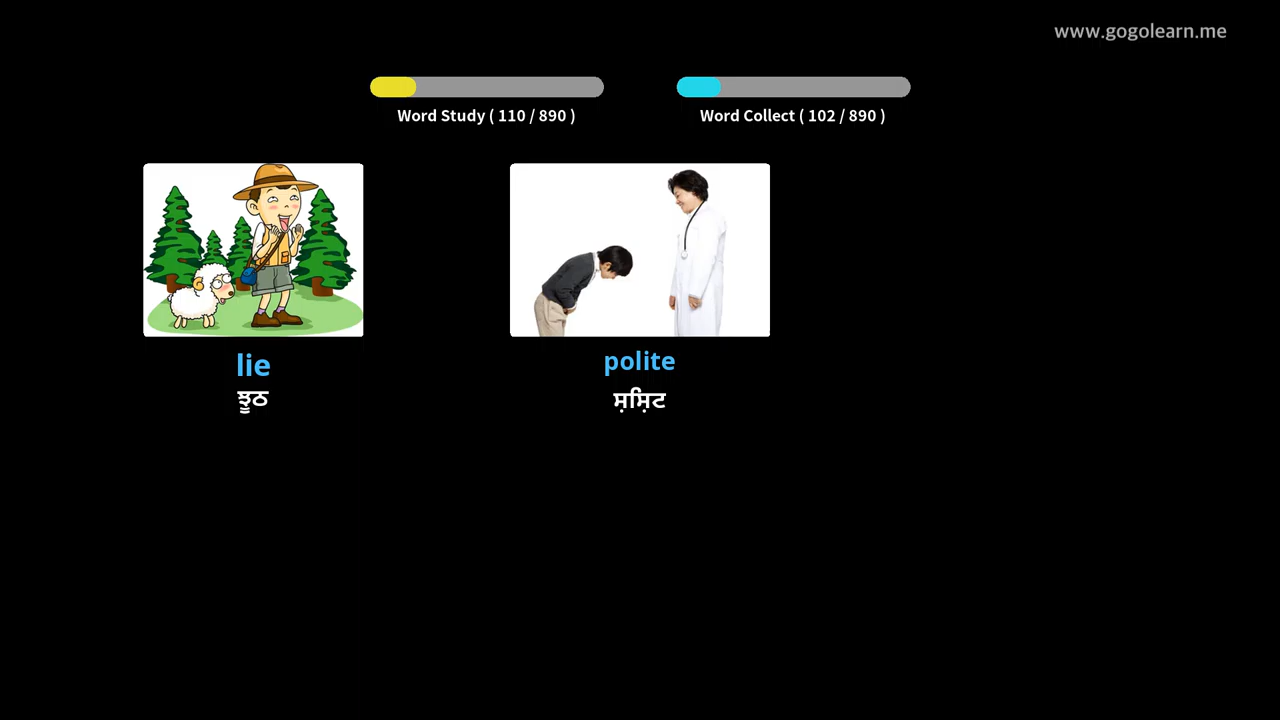 www.gogolearn.me
Word Study ( 110 / 890 )
Word Collect ( 102 / 890 )
lie
ਝੂਠ
polite
ਸ਼ਸਿ਼ਟ